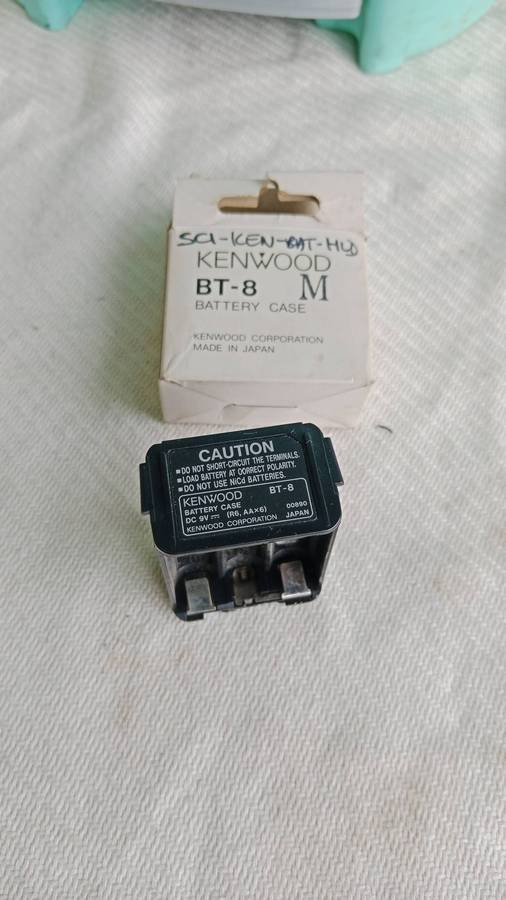 SCI-KEN-BAT-HLD
KENWOOD
BT-8 M
BATTERY CASE
KENWOOD CORPORATION
MADE IN JAPAN
CAUTION
▪DO NOT SHORT-CIRCUIT THE TERMINALS.
▪LOAD BATTERY AT CORRECT POLARITY.
▪DO NOT USE NiCd BATTERIES.
KENWOOD BT-8
BATTERY CASE
DC 9V⎓ (R6, AA×6) 00890
KENWOOD CORPORATION JAPAN